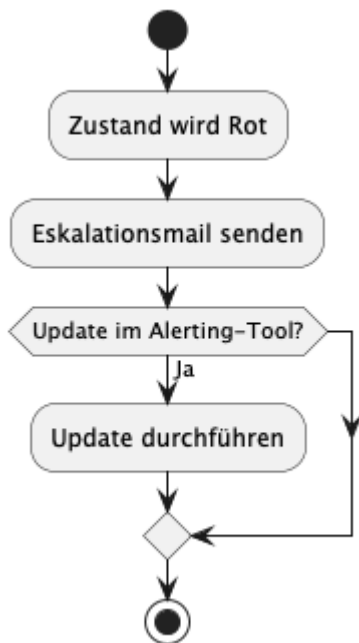 Zustand wird Rot
Eskalationsmail senden
Update im Alerting-Tool?
Ja
Update durchführen